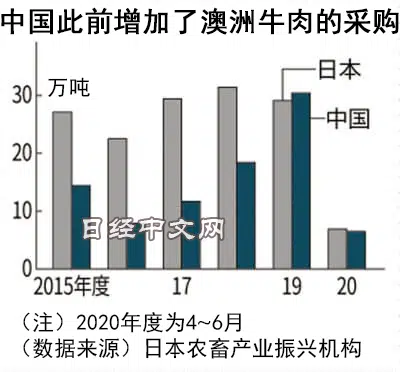 中国此前增加了澳洲牛肉的采购
万吨
日本
中国
30
20
10
0
日经中文网
2015年度 17 19 20
（注）2020年度为4~6月
（数据来源）日本农畜产业振兴机构